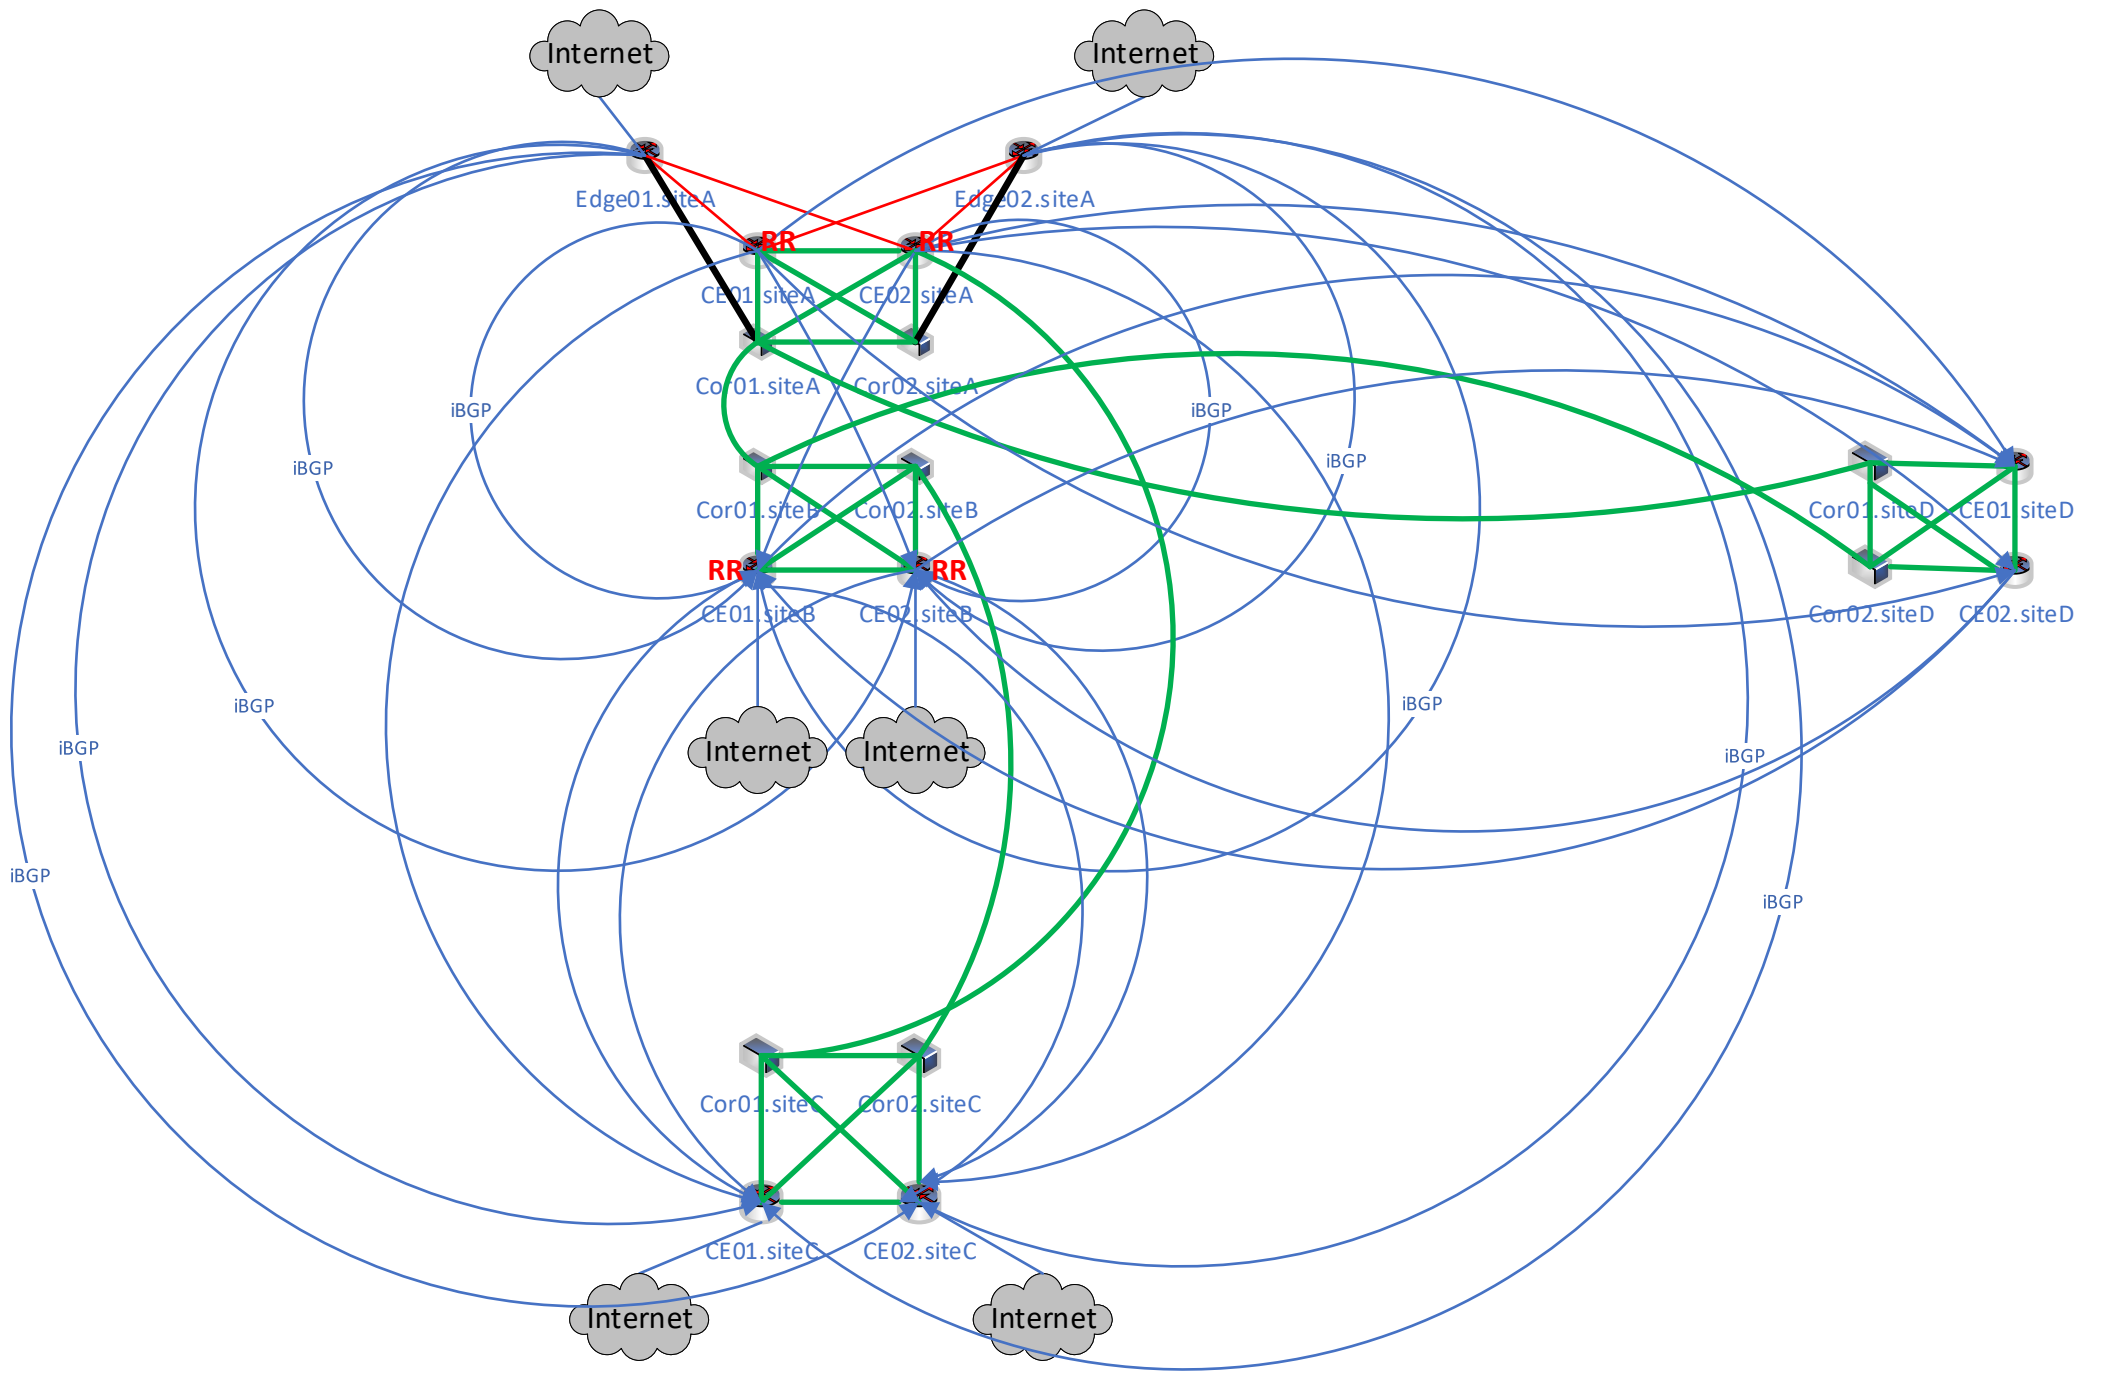 Internet
Internet
Edge01.siteA
Edge02.siteA
RR
RR
CE01.siteA
CE02.siteA
Cor01.siteA
Cor02.siteA
iBGP
iBGP
iBGP
iBGP
Cor01.siteB
Cor02.siteB
Cor01.siteD
CE01.siteD
RR
RR
CE01.siteB
CE02.siteB
Cor02.siteD
CE02.siteD
iBGP
iBGP
iBGP
Internet
Internet
iBGP
iBGP
iBGP
Cor01.siteC
Cor02.siteC
CE01.siteC
CE02.siteC
Internet
Internet